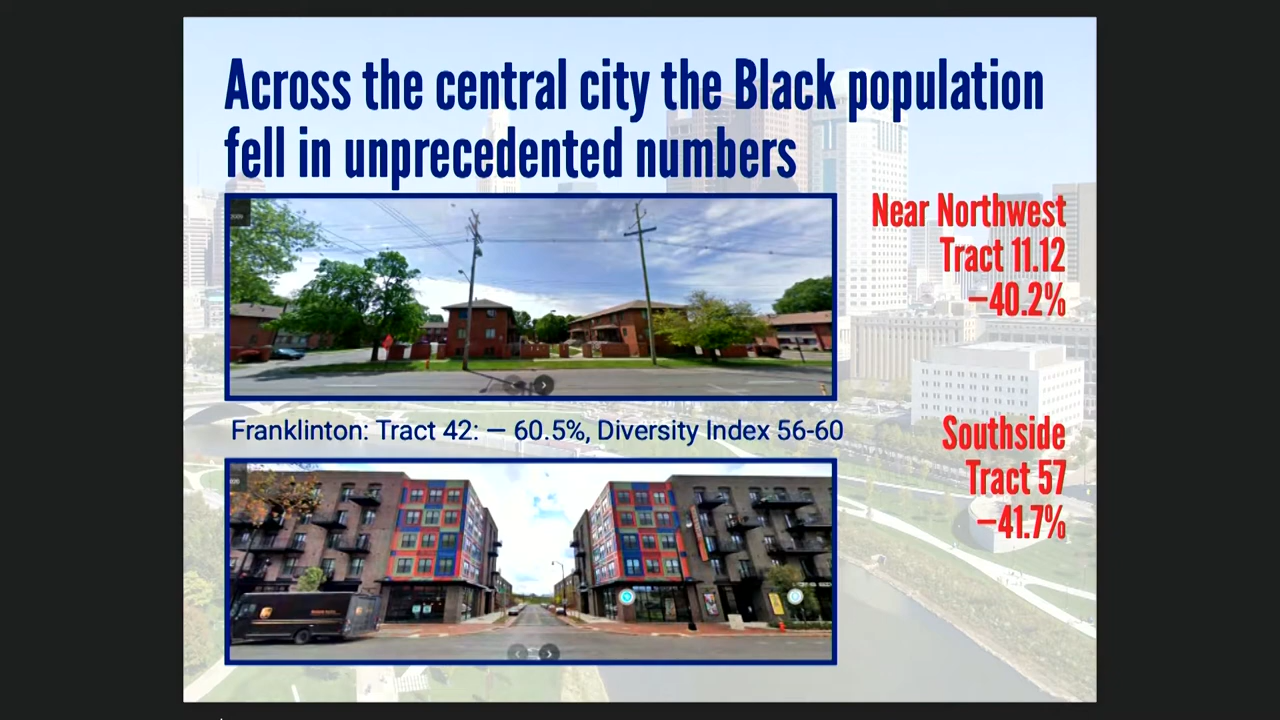 Across the central city the Black population
fell in unprecedented numbers
2009
Near Northwest
Tract 11.12
–40.2%
Franklinton: Tract 42: — 60.5%, Diversity Index 56-60
Southside
Tract 57
–41.7%